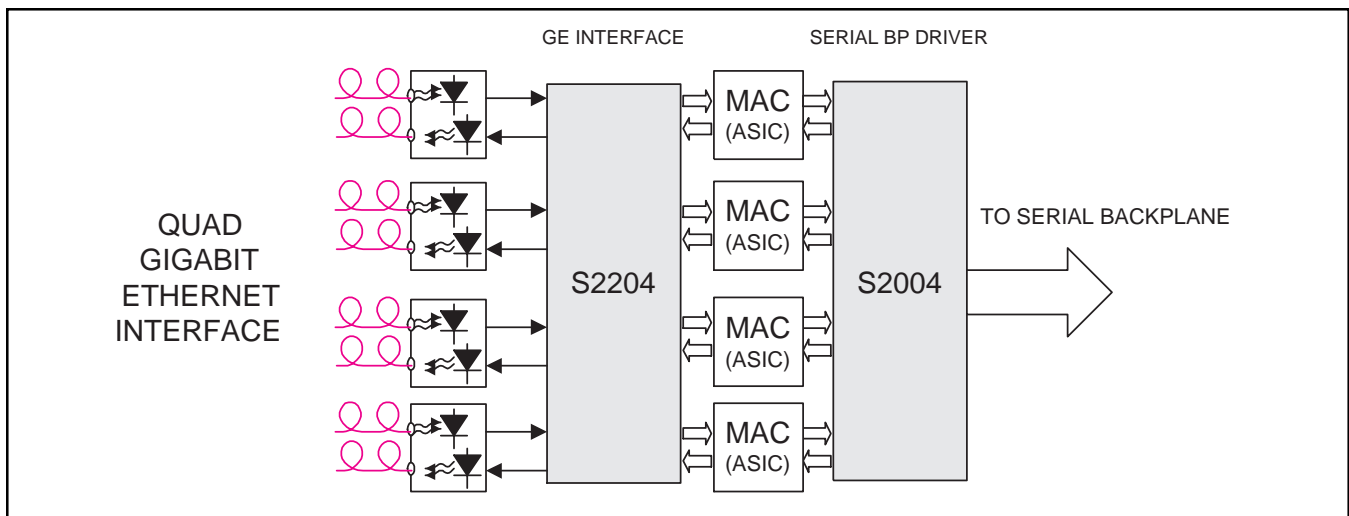 GE INTERFACE
SERIAL BP DRIVER
QUAD
GIGABIT
ETHERNET
INTERFACE
S2204
MAC
(ASIC)
MAC
(ASIC)
MAC
(ASIC)
MAC
(ASIC)
S2004
TO SERIAL BACKPLANE